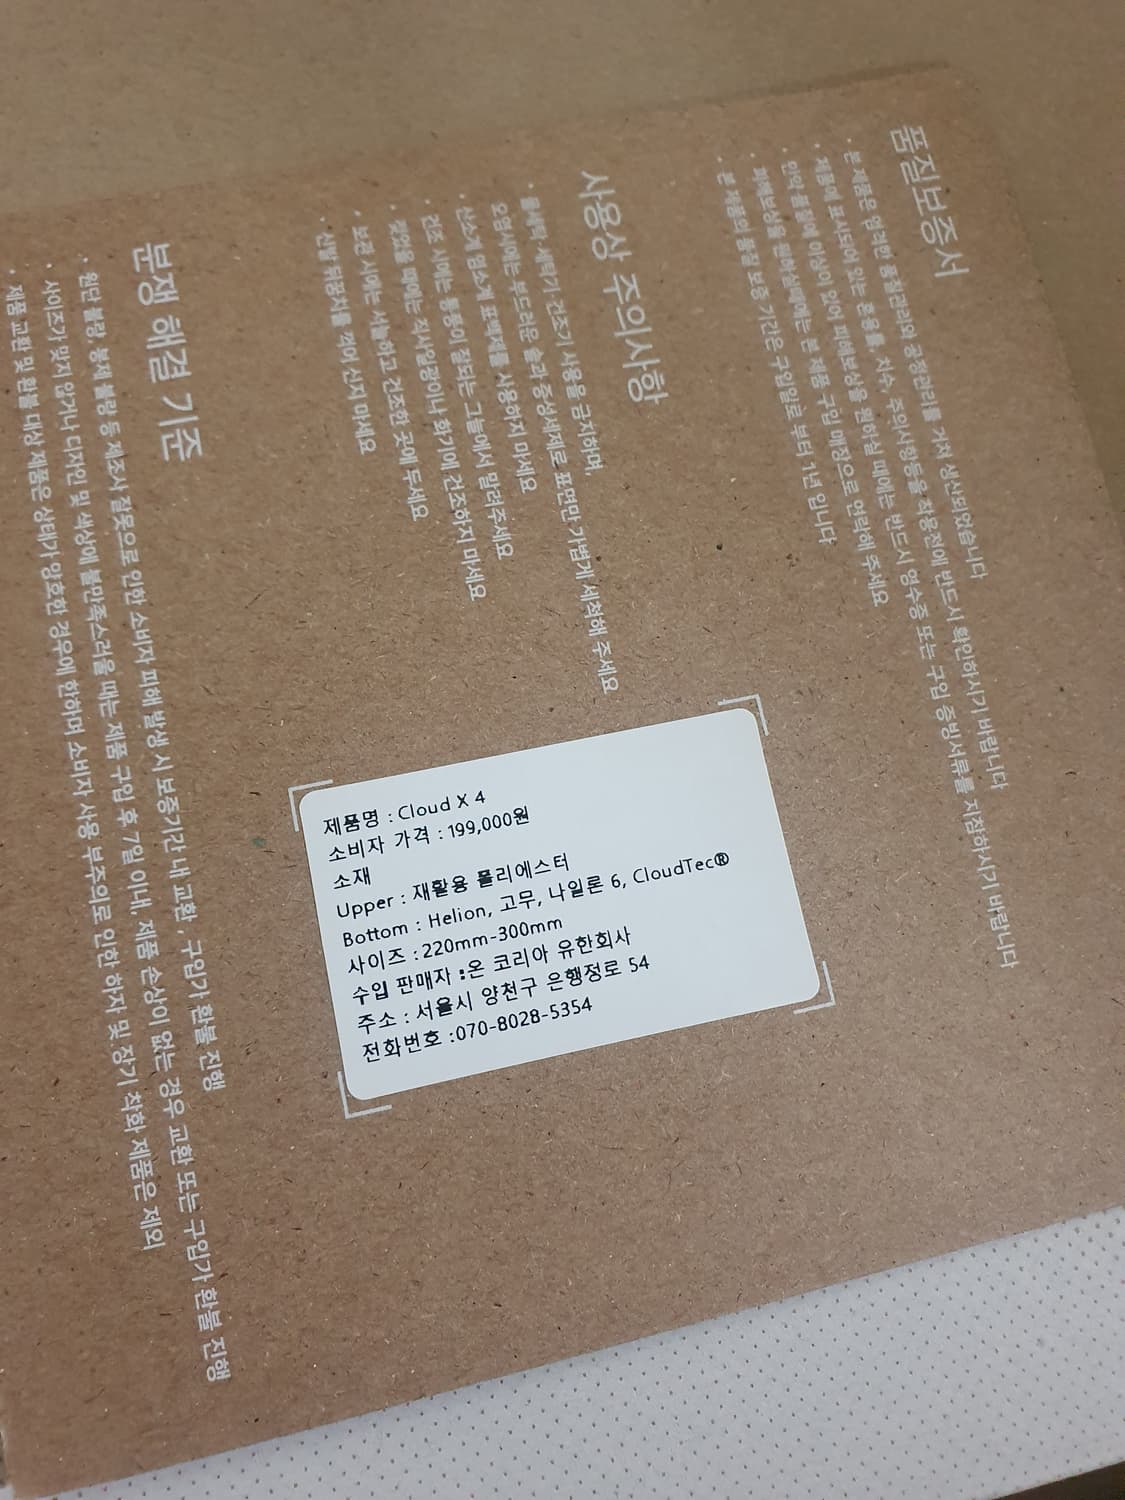 품질보증서
• 본 제품은 엄격한 품질관리와 공정관리를 거쳐 생산되었습니다
• 제품에 표시되어 있는 혼용률, 치수, 주의사항등을 착용전에 반드시 확인하시기 바랍니다
만약 품질에 이상이 있어 피해보상을 원하실 때에는 반드시 영수증 또는 구입 증빙서류를 지참하시기 바랍니다
• 피해보상을 원하실때에는 본 제품 구입 매장으로 연락해 주세요
• 본 제품의 품질 보증 기간은 구입일로 부터 1년 입니다
사용상 주의사항
• 물세탁·세탁기·건조기 사용을 금지하며
오염시에는 부드러운 솔과 중성세제로 표면만 가볍게 세척해 주세요
• 산소계 염소계 표백제를 사용하지 마세요
• 건조 시에는 통풍이 잘되는 그늘에서 말려주세요
• 젖었을 때에는 직사일광이나 화기에 건조하지 마세요
• 보관 시에는 서늘하고 건조한 곳에 두세요
• 신발 뒤꿈치를 꺾어 신지 마세요
분쟁 해결 기준
• 원단 불량, 봉제 불량 등 제조사 잘못으로 인한 소비자 피해 발생 시 보증기간 내 교환, 구입가 환불 진행
• 사이즈가 맞지 않거나 디자인 및 색상에 불만족스러울 때는 제품 구입 후 7일 이내, 제품 손상이 없는 경우 교환 또는 구입가 환불 진행
• 제품 교환 및 환불 대상 제품은 상태가 양호한 경우에 한하며 소비자 사용 부주의로 인한 하자 및 장기 착화 제품은 제외
제품명 : Cloud X 4
소비자 가격 : 199,000원
소재
Upper : 재활용 폴리에스터
Bottom : Helion, 고무, 나일론 6, CloudTec®
사이즈 : 220mm-300mm
수입 판매자 :온 코리아 유한회사
주소 : 서울시 양천구 은행정로 54
전화번호 :070-8028-5354